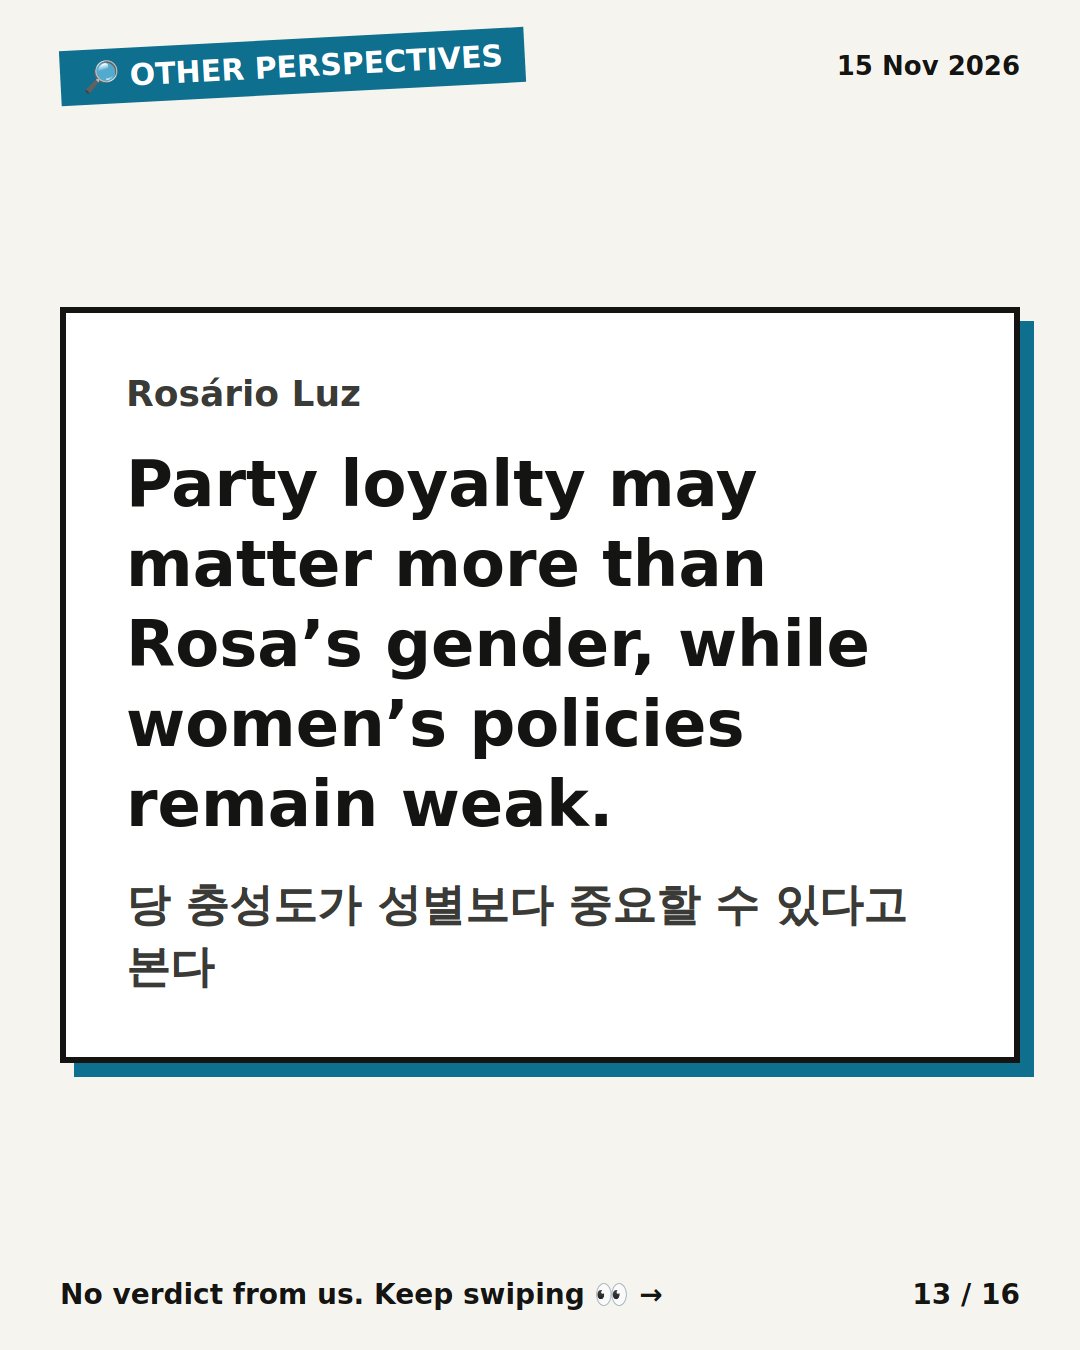 🔎 OTHER PERSPECTIVES
15 Nov 2026
Rosário Luz
Party loyalty may
matter more than
Rosa’s gender, while
women’s policies
remain weak.
당 충성도가 성별보다 중요할 수 있다고
본다
No verdict from us. Keep swiping 👀 →
13 / 16